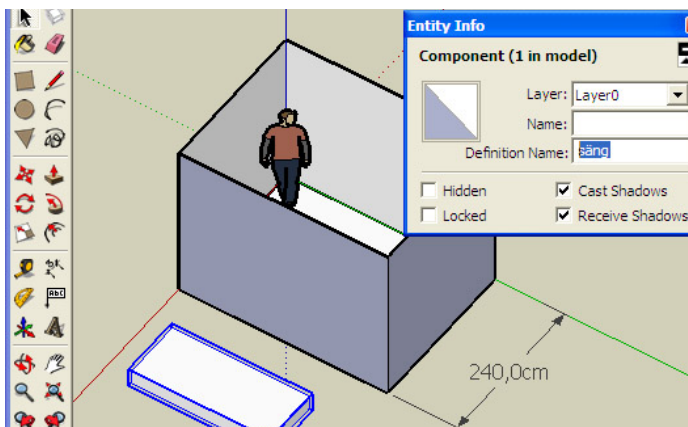 Entity Info
Component (1 in model)
Layer: Layer0
Name:
Definition Name: säng
Hidden
Cast Shadows
Locked
Receive Shadows
Abc
240,0cm